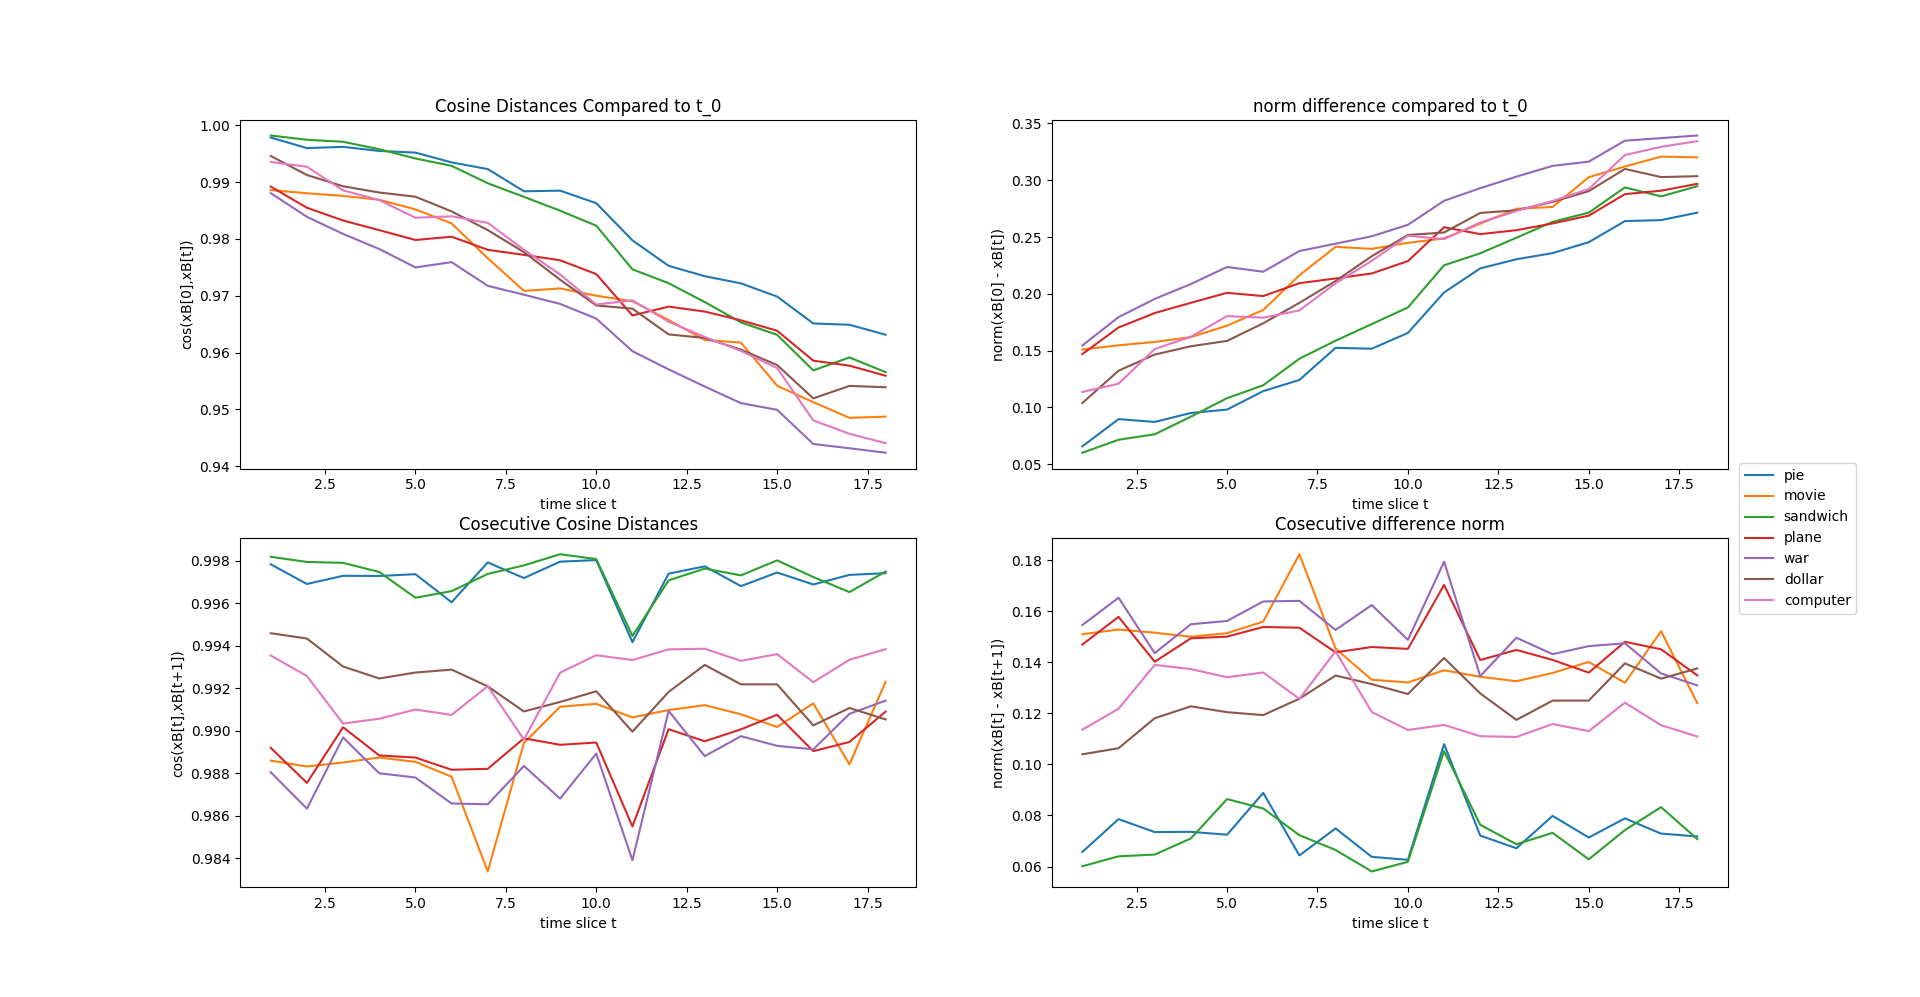 Cosine Distances Compared to t_0
1.00
0.99
0.98
0.97
0.96
0.95
0.94
cos(xB[0],xB[t])
2.5 5.0 7.5 10.0 12.5 15.0 17.5
time slice t
norm difference compared to t_0
0.35
0.30
0.25
0.20
0.15
0.10
0.05
norm(xB[0] - xB[t])
2.5 5.0 7.5 10.0 12.5 15.0 17.5
time slice t
Cosecutive Cosine Distances
0.998
0.996
0.994
0.992
0.990
0.988
0.986
0.984
cos(xB[t],xB[t+1])
2.5 5.0 7.5 10.0 12.5 15.0 17.5
time slice t
Cosecutive difference norm
0.18
0.16
0.14
0.12
0.10
0.08
0.06
norm(xB[t] - xB[t+1])
2.5 5.0 7.5 10.0 12.5 15.0 17.5
time slice t
pie
movie
sandwich
plane
war
dollar
computer